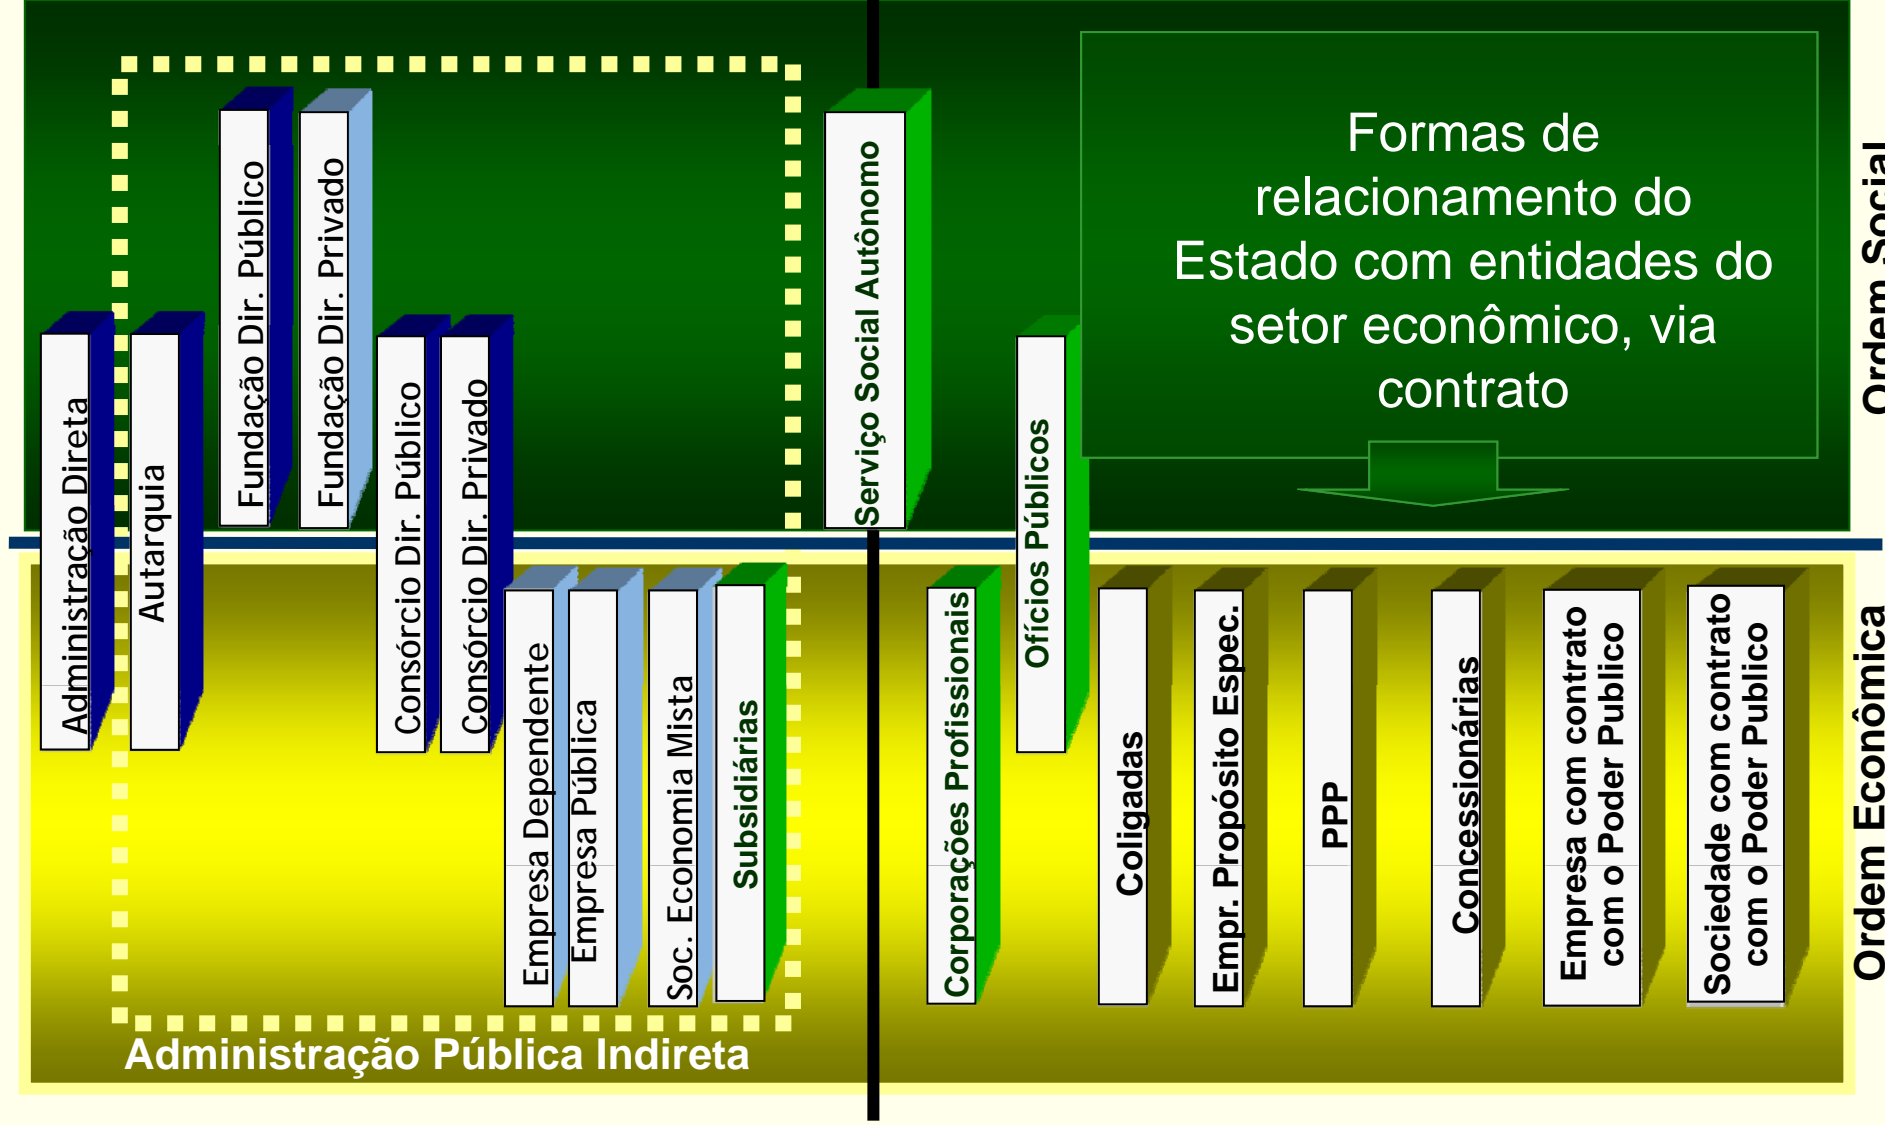 Formas de
relacionamento do
Estado com entidades do
setor econômico, via
contrato
Ordem Social
Administração Direta
Autarquia
Fundação Dir. Público
Fundação Dir. Privado
Consórcio Dir. Público
Consórcio Dir. Privado
Serviço Social Autônomo
Ofícios Públicos
Empresa Dependente
Empresa Pública
Soc. Economia Mista
Subsidiárias
Corporações Profissionais
Coligadas
Empr. Propósito Espec.
PPP
Concessionárias
Empresa com contrato
com o Poder Publico
Sociedade com contrato
com o Poder Publico
Ordem Econômica
Administração Pública Indireta